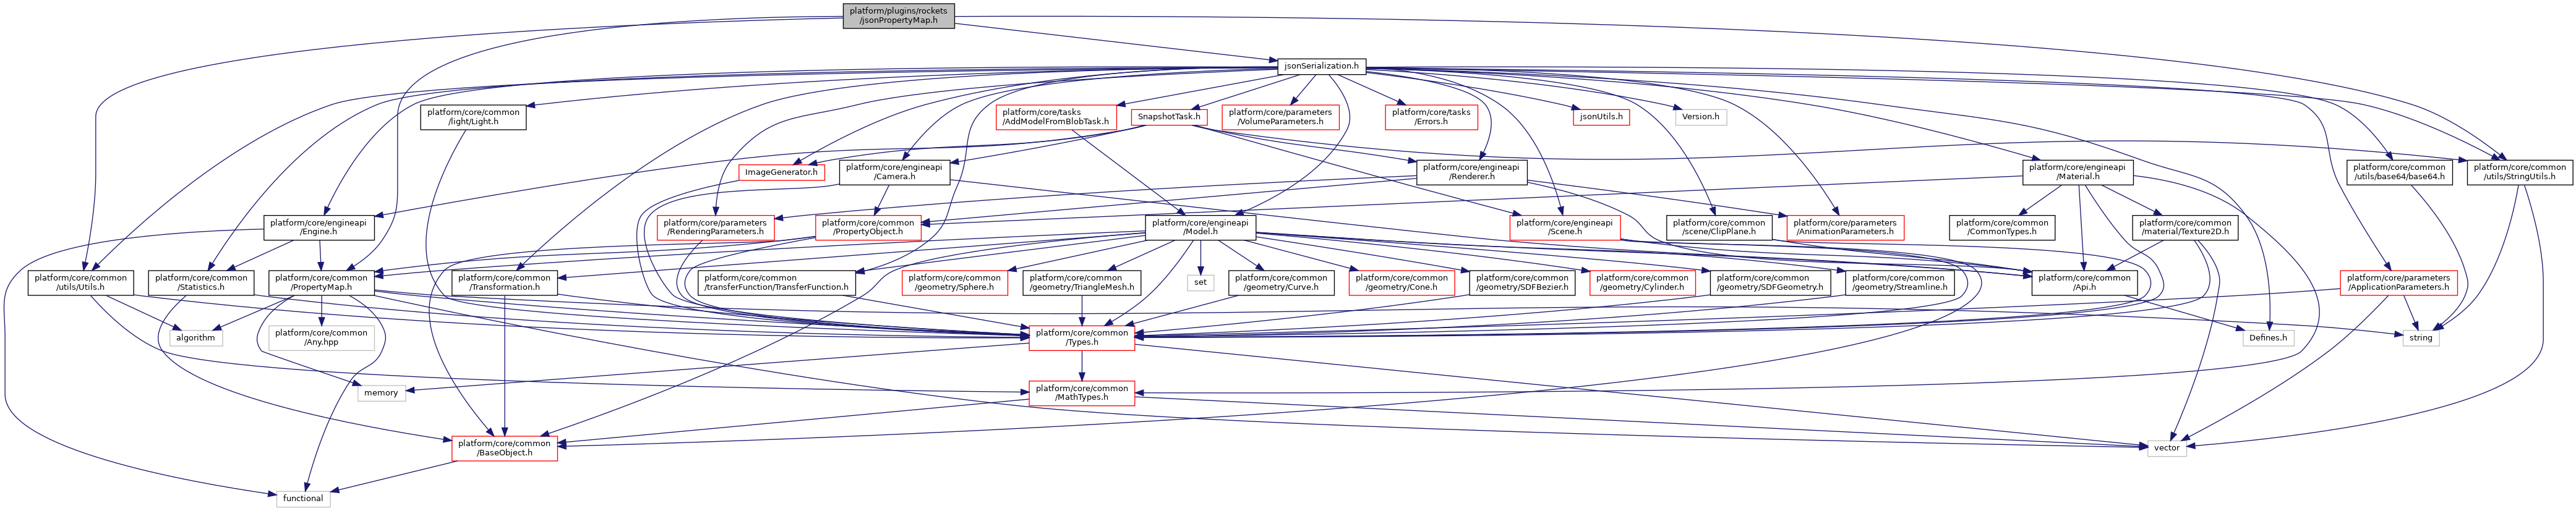 platform/plugins/rockets
/jsonPropertyMap.h
jsonSerialization.h
platform/core/common
/light/Light.h
platform/core/tasks
/AddModelFromBlobTask.h
SnapshotTask.h
platform/core/parameters
/VolumeParameters.h
platform/core/tasks
/Errors.h
jsonUtils.h
Version.h
ImageGenerator.h
platform/core/engineapi
/Camera.h
platform/core/engineapi
/Renderer.h
platform/core/engineapi
/Material.h
platform/core/common
/utils/base64/base64.h
platform/core/common
/utils/StringUtils.h
platform/core/engineapi
/Engine.h
platform/core/parameters
/RenderingParameters.h
platform/core/common
/PropertyObject.h
platform/core/engineapi
/Model.h
platform/core/engineapi
/Scene.h
platform/core/common
/scene/ClipPlane.h
platform/core/parameters
/AnimationParameters.h
platform/core/common
/CommonTypes.h
platform/core/common
/material/Texture2D.h
platform/core/common
/utils/Utils.h
platform/core/common
/Statistics.h
platform/core/common
/PropertyMap.h
platform/core/common
/Transformation.h
platform/core/common
/transferFunction/TransferFunction.h
platform/core/common
/geometry/Sphere.h
platform/core/common
/geometry/TriangleMesh.h
set
platform/core/common
/geometry/Curve.h
platform/core/common
/geometry/Cone.h
platform/core/common
/geometry/SDFBezier.h
platform/core/common
/geometry/Cylinder.h
platform/core/common
/geometry/SDFGeometry.h
platform/core/common
/geometry/Streamline.h
platform/core/common
/Api.h
platform/core/parameters
/ApplicationParameters.h
algorithm
platform/core/common
/Any.hpp
platform/core/common
/Types.h
Defines.h
string
memory
platform/core/common
/MathTypes.h
platform/core/common
/BaseObject.h
vector
functional